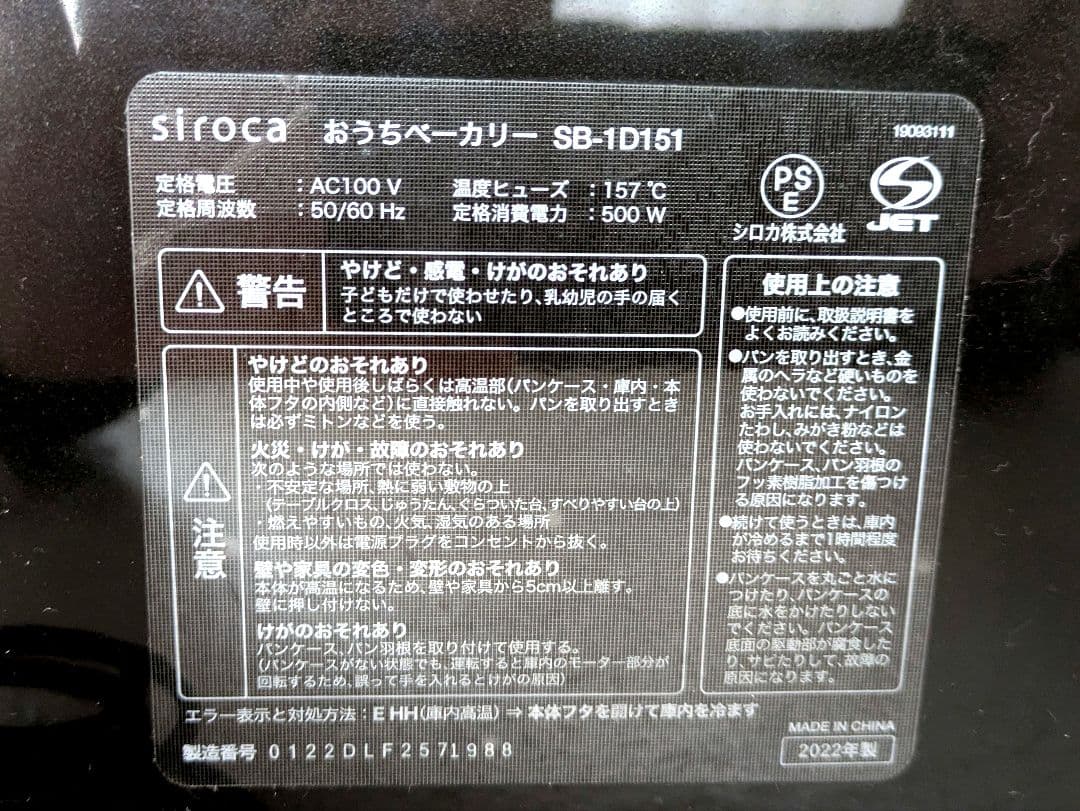 siroca おうちベーカリー SB-1D151
19093111
定格電圧 : AC100 V 温度ヒューズ : 157 ℃
定格周波数 : 50/60 Hz 定格消費電力 : 500 W
PS
E
シロカ株式会社
JET
警告
やけど・感電・けがのおそれあり
子どもだけで使わせたり、乳幼児の手の届く
ところで使わない
注意
やけどのおそれあり
使用中や使用後しばらくは高温部(パンケース・庫内・本
体フタの内側など)に直接触れない。パンを取り出すとき
は必ずミトンなどを使う。
火災・けが・故障のおそれあり
次のような場所では使わない。
・不安定な場所、熱に弱い敷物の上
(テーブルクロス、じゅうたん、ぐらついた台、すべりやすい台の上)
・燃えやすいもの、火気、湿気のある場所
使用時以外は電源プラグをコンセントから抜く。
壁や家具の変色・変形のおそれあり
本体が高温になるため、壁や家具から5cm以上離す。
壁に押し付けない。
けがのおそれあり
パンケース、パン羽根を取り付けて使用する。
(パンケースがない状態でも、運転すると庫内のモーター部分が
回転するため、誤って手を入れるとけがの原因)
使用上の注意
●使用前に、取扱説明書を
よくお読みください。
●パンを取り出すとき、金
属のヘラなど硬いものを
使わないでください。
お手入れには、ナイロン
たわし、みがき粉などは
使わないでください。
パンケース、パン羽根の
フッ素樹脂加工を傷つけ
る原因になります。
●続けて使うときは、庫内
が冷めるまで1時間程度
お待ちください。
●パンケースを丸ごと水に
つけたり、パンケースの
底に水をかけたりしない
でください。パンケース
底面の駆動部が腐食した
り、サビたりして、故障の
原因になります。
エラー表示と対処方法 : E HH(庫内高温) ⇒ 本体フタを開けて庫内を冷ます
製造番号 0122DLF2571988
MADE IN CHINA
2022年製